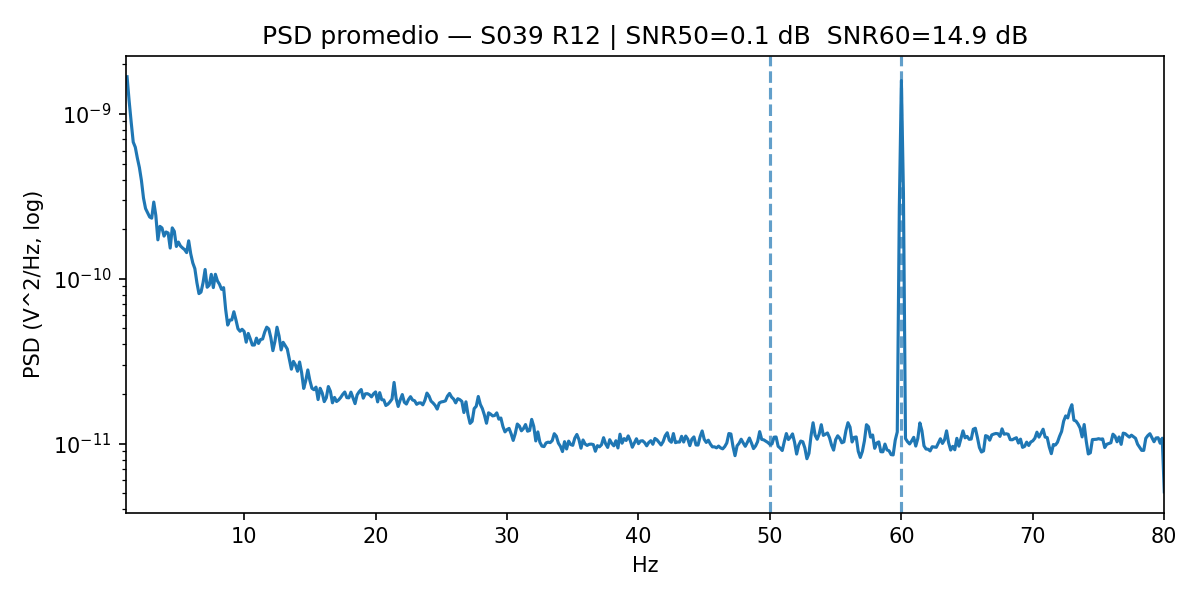 PSD promedio — S039 R12 | SNR50=0.1 dB  SNR60=14.9 dB
PSD (V^2/Hz, log)
10⁻⁹
10⁻¹⁰
10⁻¹¹
10 20 30 40 50 60 70 80
Hz